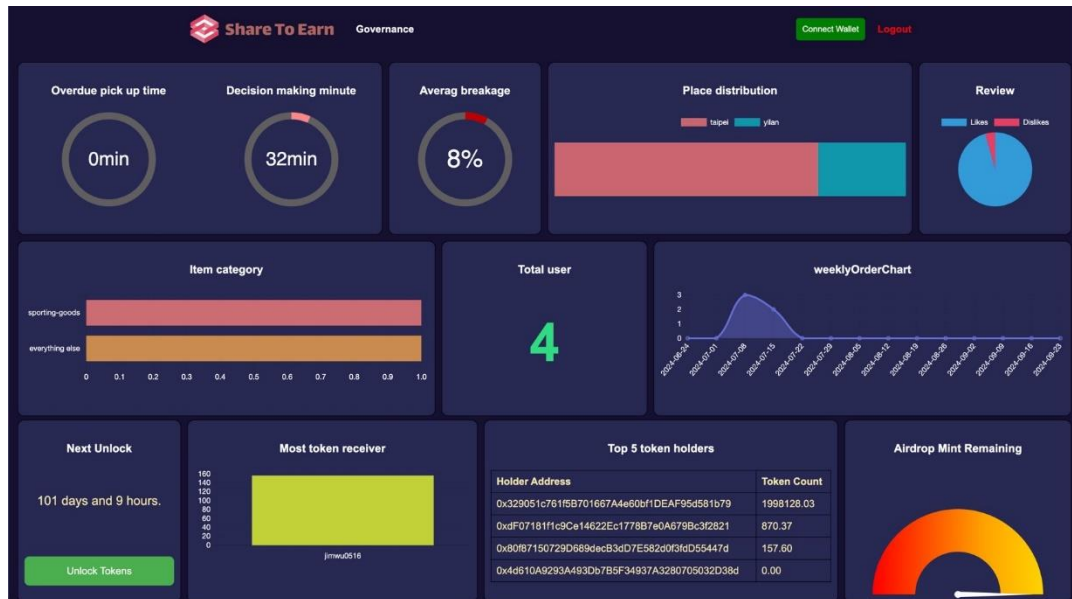 Share To Earn
Governance
Connect Wallet
Logout
Overdue pick up time
0min
Decision making minute
32min
Averag breakage
8%
Place distribution
taipei yilan
Review
Likes Dislikes
Item category
sporting-goods
everything else
0 0.1 0.2 0.3 0.4 0.5 0.6 0.7 0.8 0.9 1.0
Total user
4
weeklyOrderChart
3
2
1
0
2024-06-24 2024-07-01 2024-07-08 2024-07-15 2024-07-22 2024-07-29 2024-08-05 2024-08-12 2024-08-19 2024-08-26 2024-09-02 2024-09-09 2024-09-16 2024-09-23
Next Unlock
101 days and 9 hours.
Unlock Tokens
Most token receiver
160
140
120
100
80
60
40
20
0
jimwu0516
Top 5 token holders
Holder Address Token Count
0x329051c761f5B701667A4e60bf1DEAF95d581b79 1998128.03
0xdF07181f1c9Ce14622Ec1778B7e0A679Bc3f2821 870.37
0x80f87150729D689decB3dD7E582d0f3fdD55447d 157.60
0x4d610A9293A493Db7B5F34937A3280705032D38d 0.00
Airdrop Mint Remaining